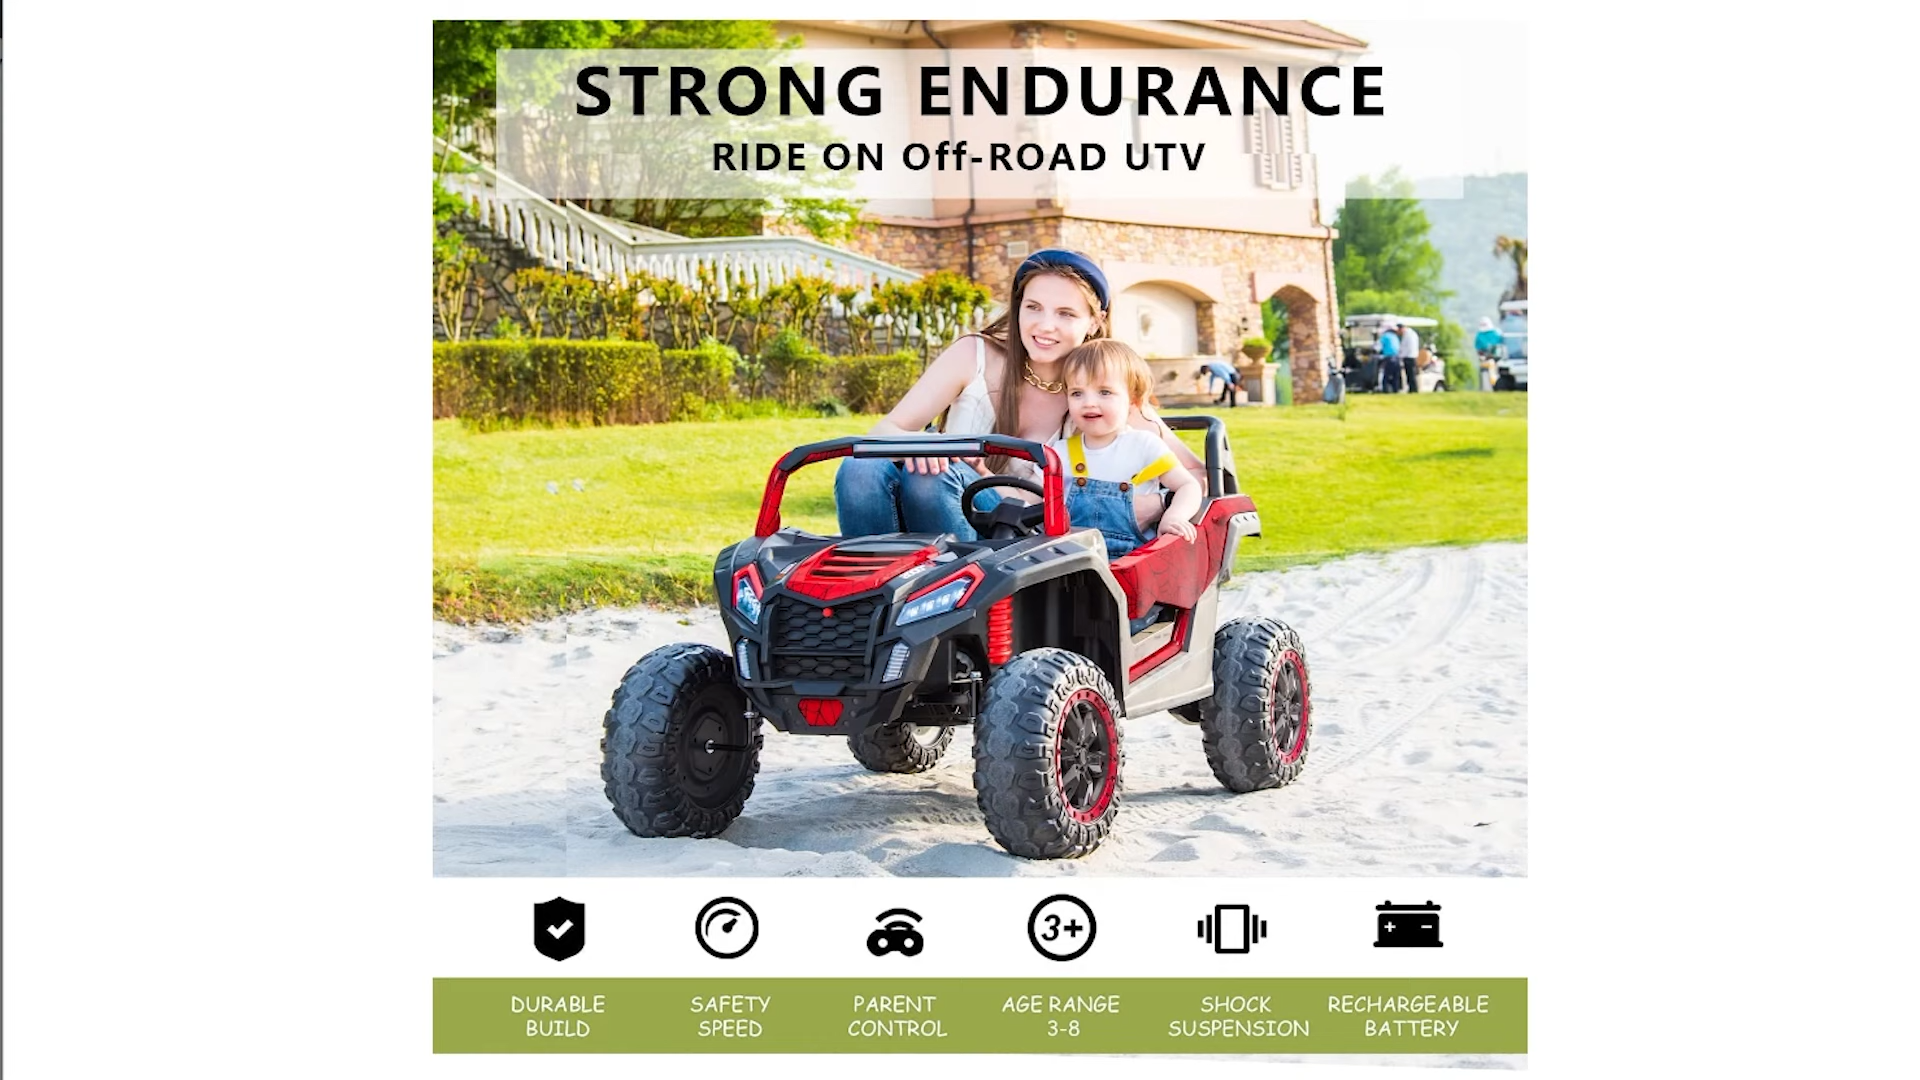 STRONG ENDURANCE
RIDE ON Off-ROAD UTV
3+
DURABLE
BUILD
SAFETY
SPEED
PARENT
CONTROL
AGE RANGE
3-8
SHOCK
SUSPENSION
RECHARGEABLE
BATTERY